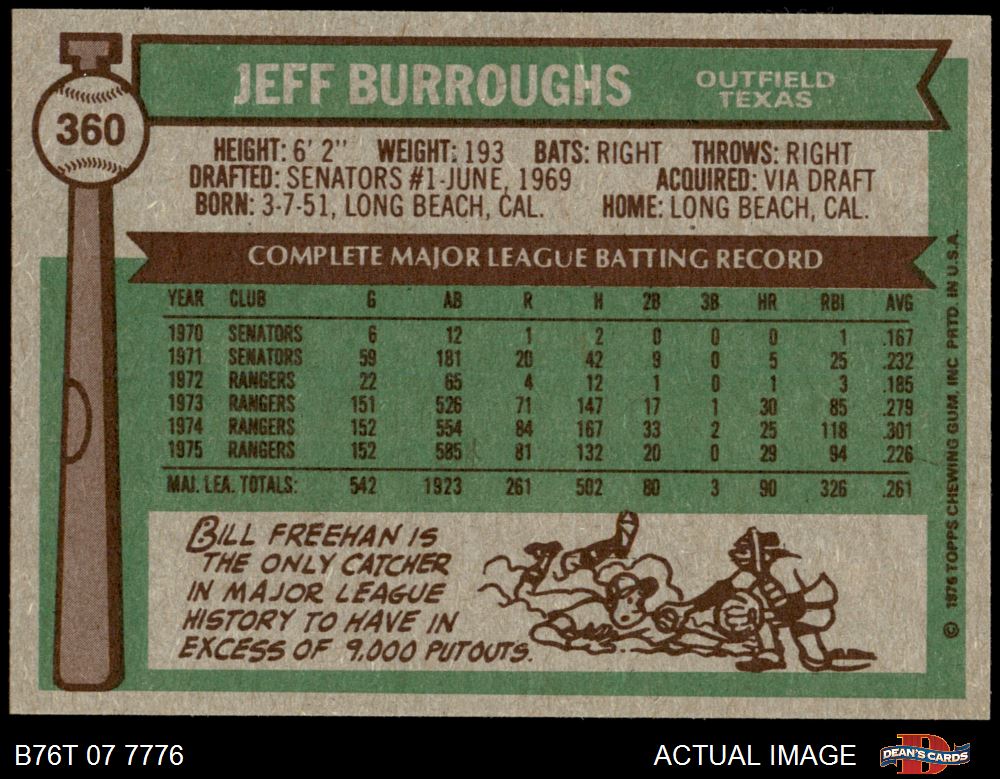 360
JEFF BURROUGHS
OUTFIELD
TEXAS
HEIGHT: 6' 2" WEIGHT: 193 BATS: RIGHT THROWS: RIGHT
DRAFTED: SENATORS #1-JUNE, 1969 ACQUIRED: VIA DRAFT
BORN: 3-7-51, LONG BEACH, CAL. HOME: LONG BEACH, CAL.
COMPLETE MAJOR LEAGUE BATTING RECORD
YEAR CLUB G AB R H 2B 3B HR RBI AVG
1970 SENATORS 6 12 1 2 0 0 0 1 .167
1971 SENATORS 59 181 20 42 9 0 5 25 .232
1972 RANGERS 22 65 4 12 1 0 1 3 .185
1973 RANGERS 151 526 71 147 17 1 30 85 .279
1974 RANGERS 152 554 84 167 33 2 25 118 .301
1975 RANGERS 152 585 81 132 20 0 29 94 .226
MAJ. LEA. TOTALS: 542 1923 261 502 80 3 90 326 .261
BILL FREEHAN IS
THE ONLY CATCHER
IN MAJOR LEAGUE
HISTORY TO HAVE IN
EXCESS OF 9,000 PUTOUTS.
© 1976 TOPPS CHEWING GUM, INC PRTD. IN U.S.A.
B76T 07 7776
ACTUAL IMAGE
DEAN'S CARDS